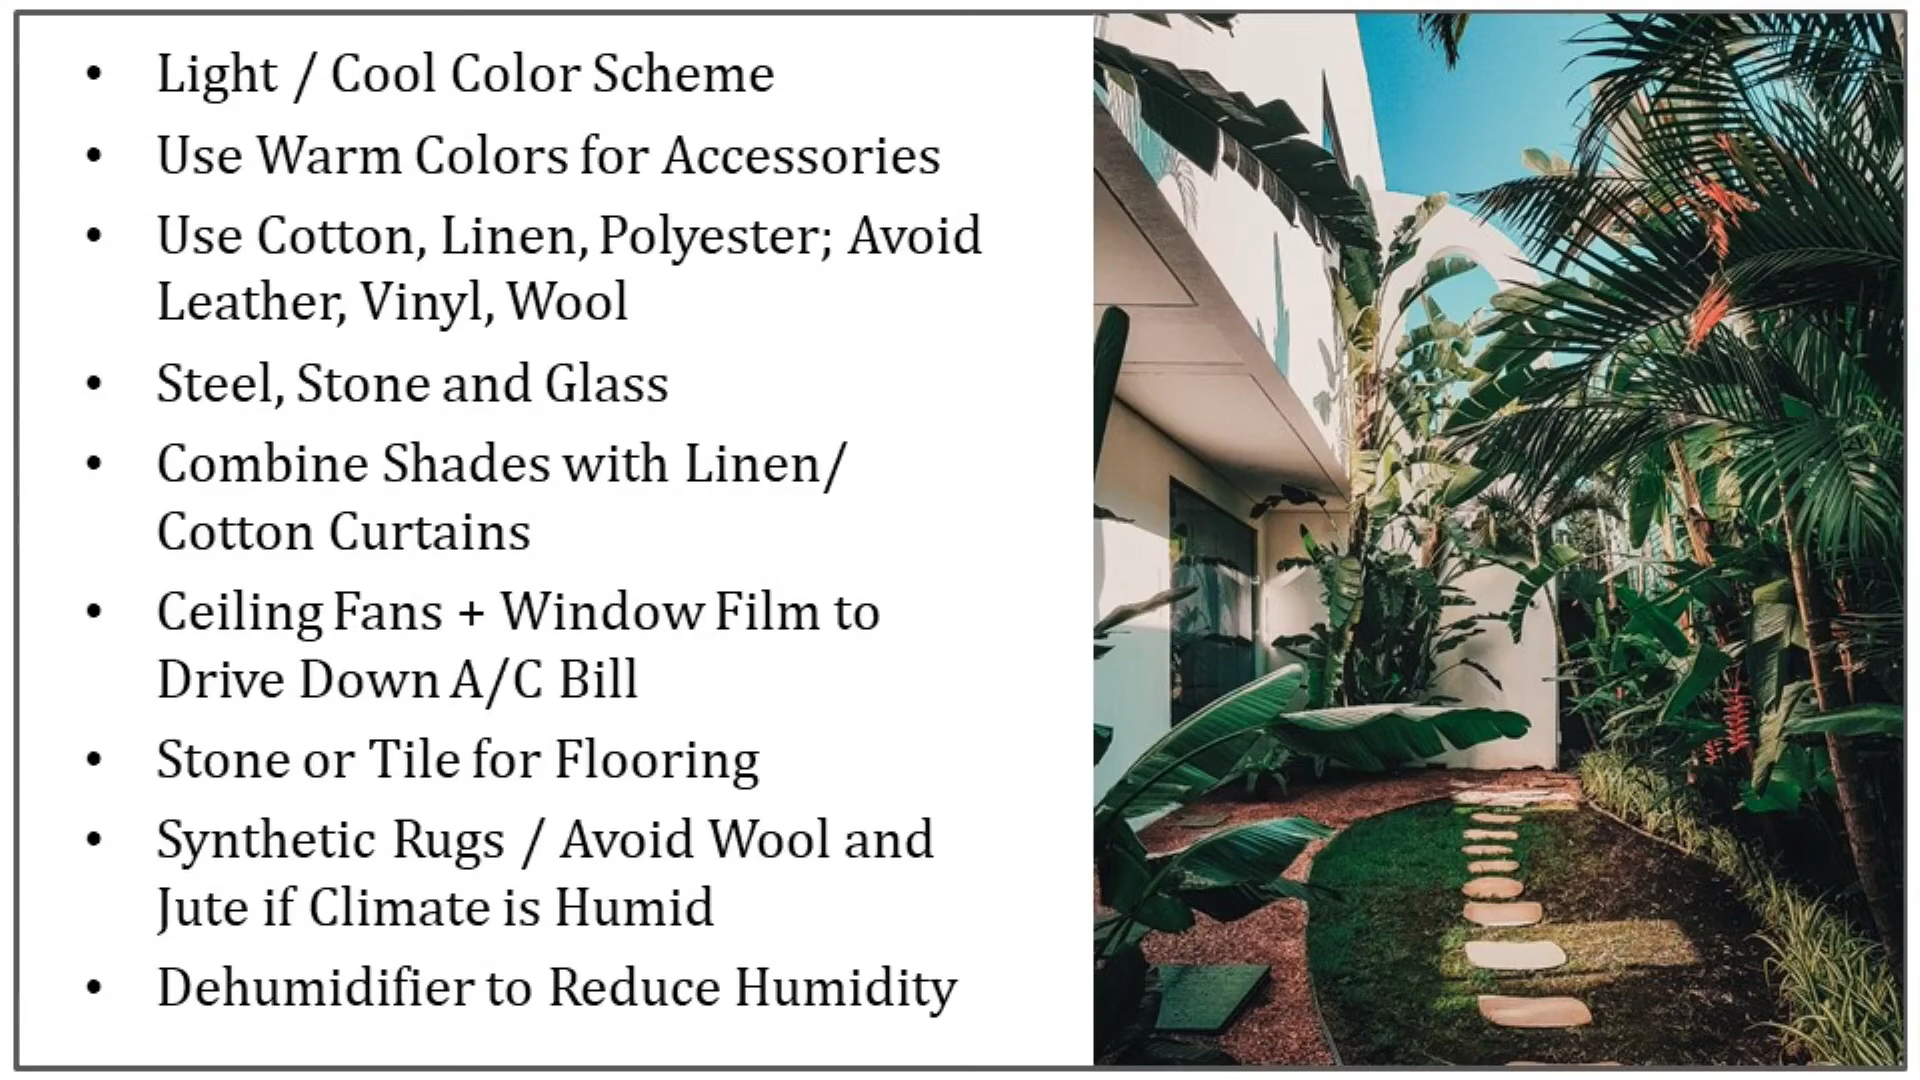 • Light / Cool Color Scheme
• Use Warm Colors for Accessories
• Use Cotton, Linen, Polyester; Avoid
Leather, Vinyl, Wool
• Steel, Stone and Glass
• Combine Shades with Linen/
Cotton Curtains
• Ceiling Fans + Window Film to
Drive Down A/C Bill
• Stone or Tile for Flooring
• Synthetic Rugs / Avoid Wool and
Jute if Climate is Humid
• Dehumidifier to Reduce Humidity